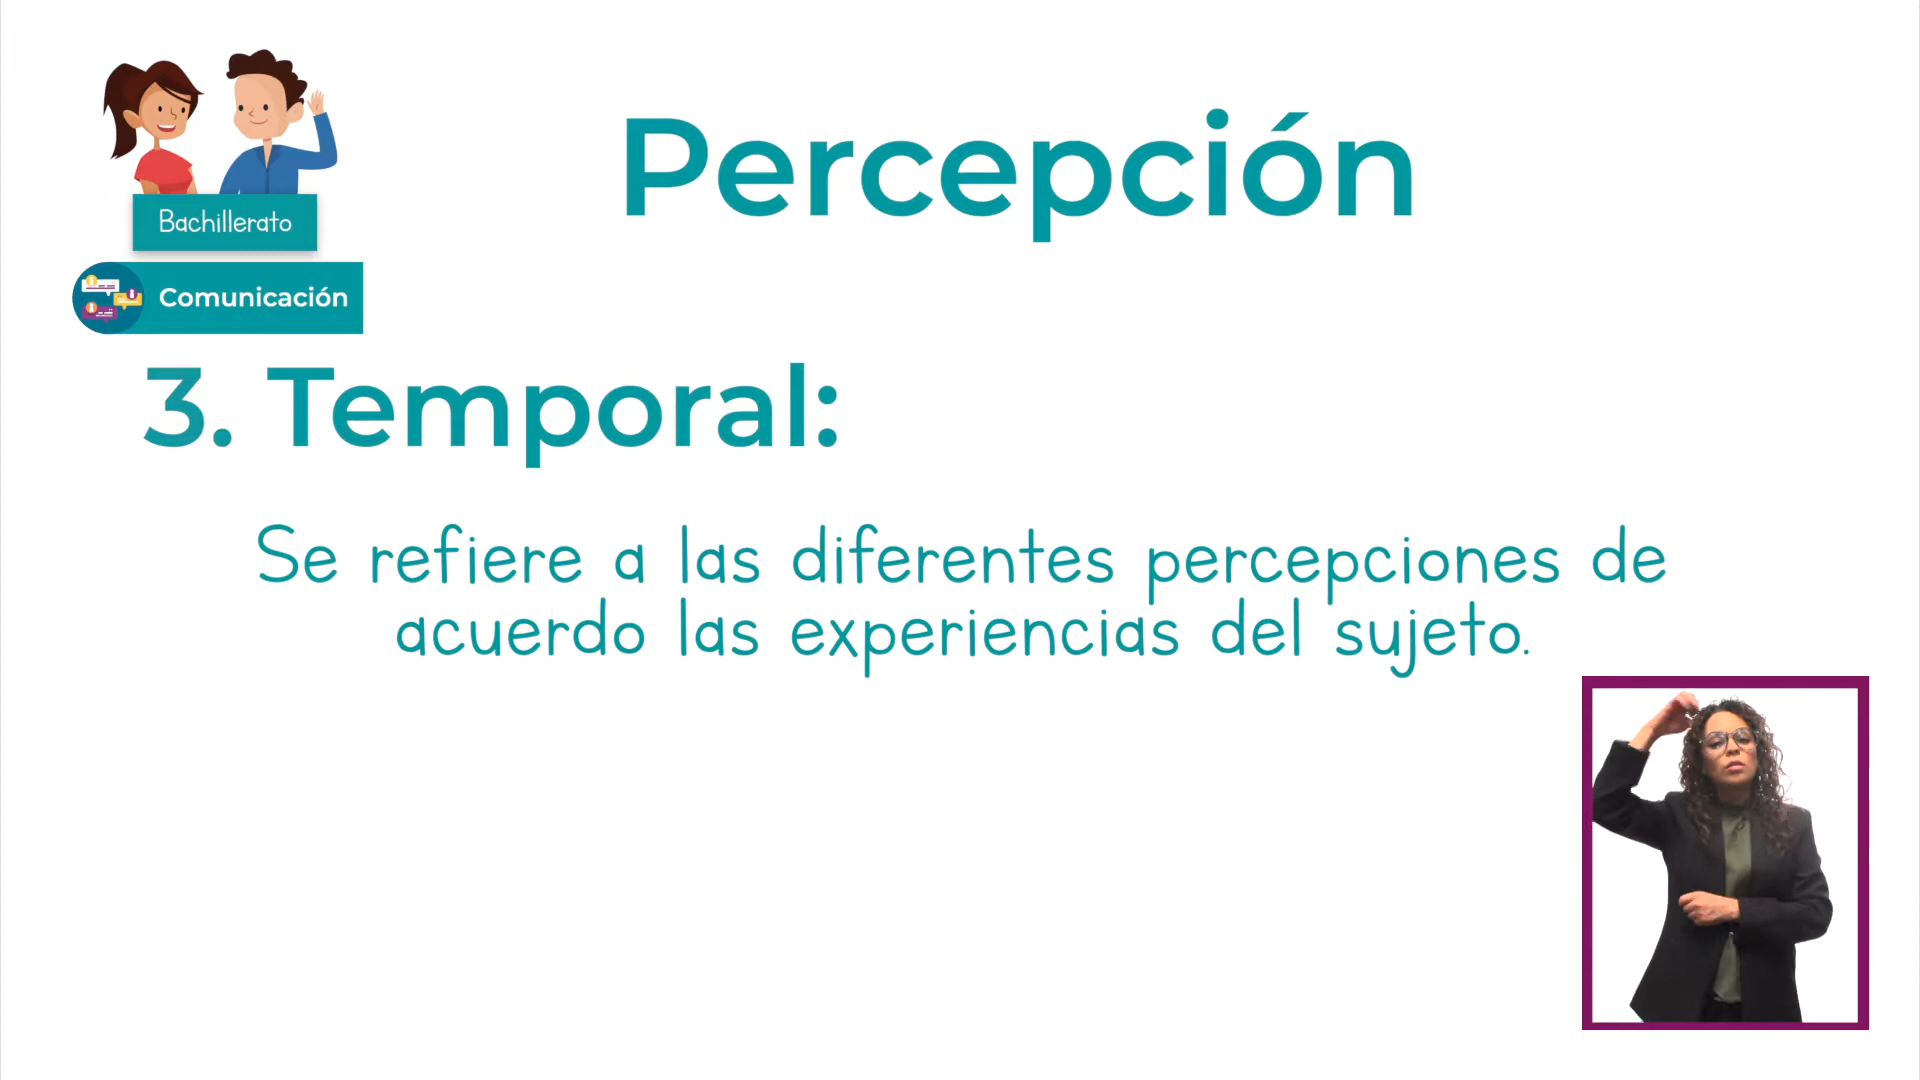 Percepción
Bachillerato
Comunicación
3. Temporal:
Se refiere a las diferentes percepciones de
acuerdo las experiencias del sujeto.